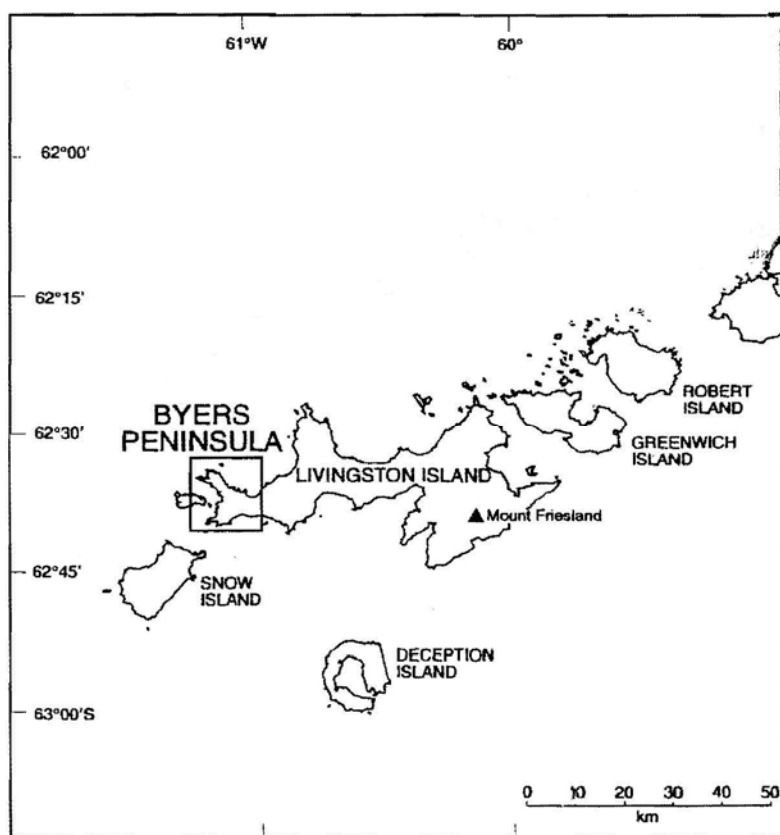 61°W 60°
62°00'
62°15'
ROBERT
ISLAND
BYERS
PENINSULA
62°30'
GREENWICH
ISLAND
LIVINGSTON ISLAND
Mount Friesland
62°45'
SNOW
ISLAND
DECEPTION
ISLAND
63°00'S
0 10 20 30 40 50
km